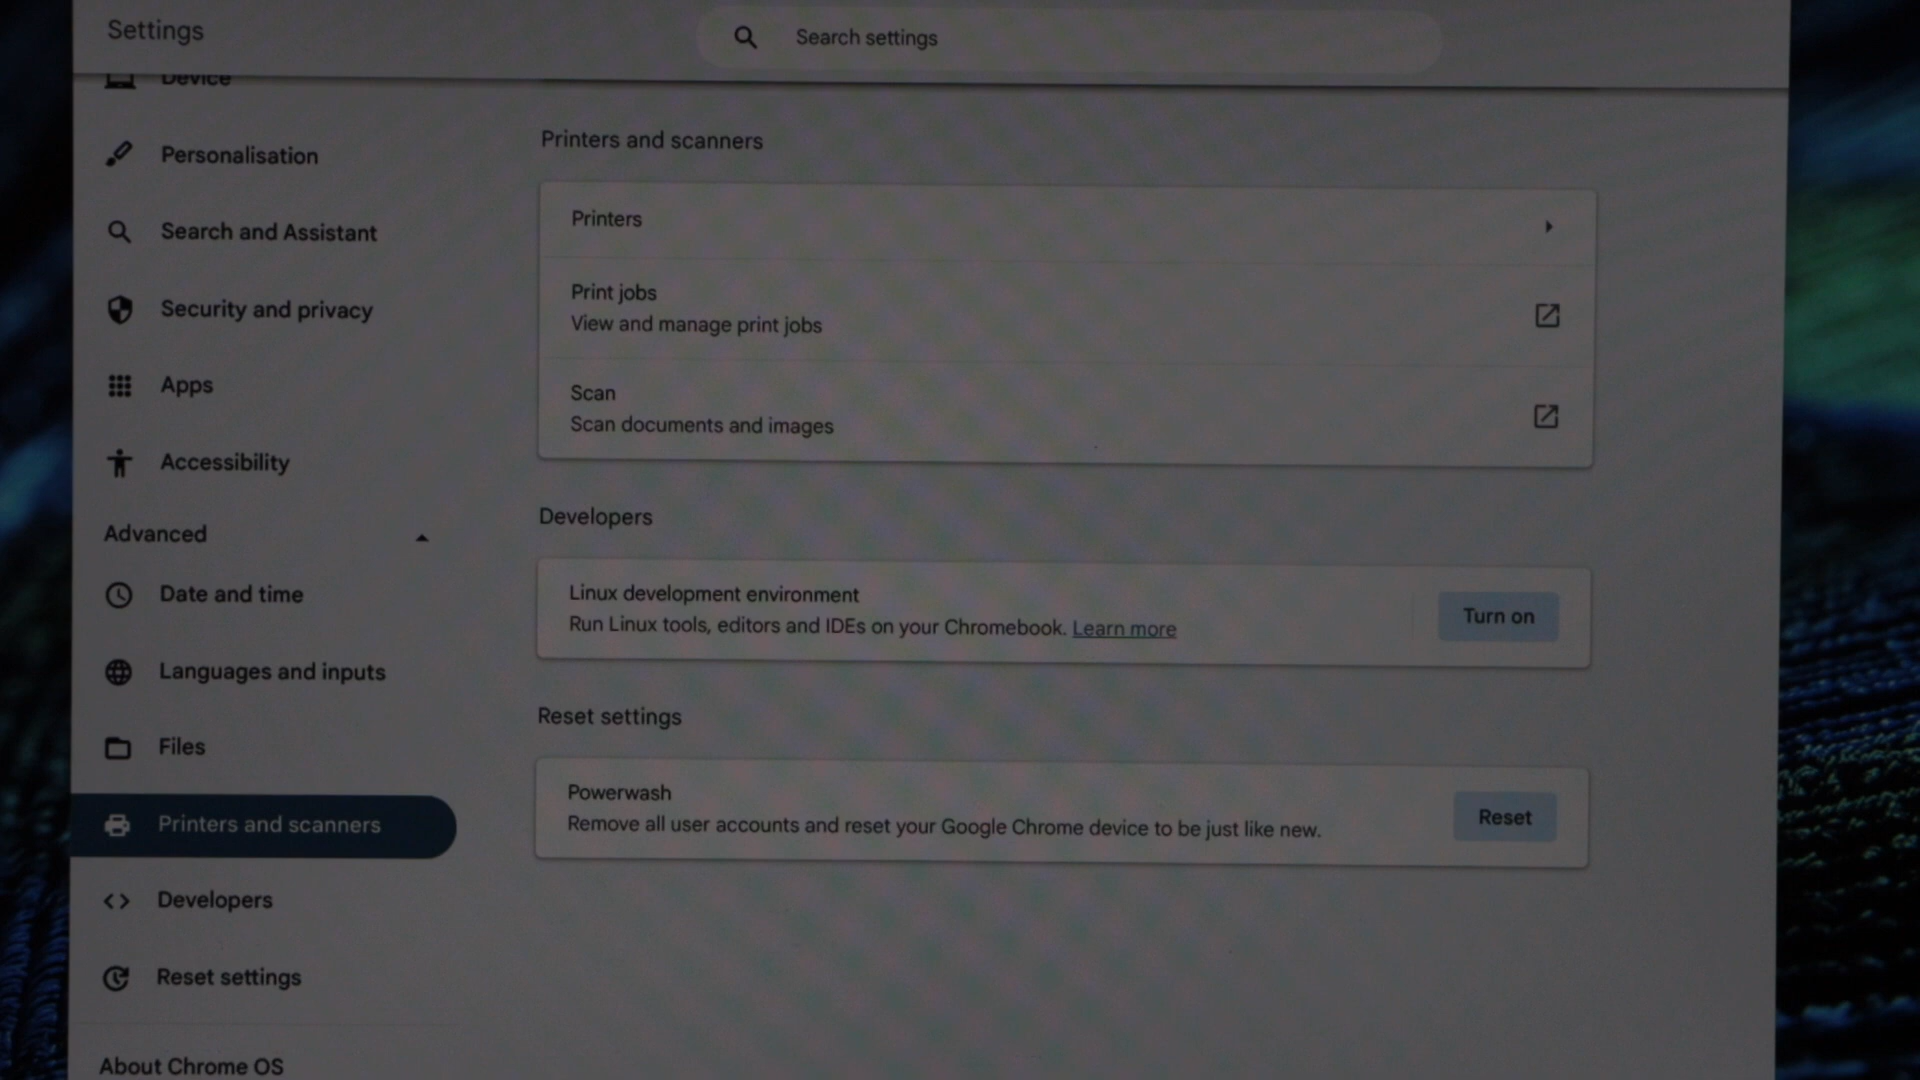 Settings
Search settings
Device
Personalisation
Search and Assistant
Security and privacy
Apps
Accessibility
Advanced
Date and time
Languages and inputs
Files
Printers and scanners
Developers
Reset settings
About Chrome OS
Printers and scanners
Printers
Print jobs
View and manage print jobs
Scan
Scan documents and images
Developers
Linux development environment
Run Linux tools, editors and IDEs on your Chromebook. Learn more
Turn on
Reset settings
Powerwash
Remove all user accounts and reset your Google Chrome device to be just like new.
Reset